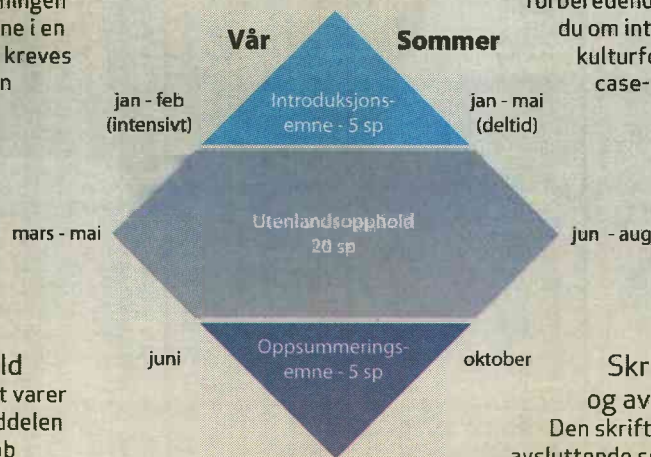 ne i en
kreves
n
Vår
Sommer
du om int
kulturfo
case-
jan - feb
(intensivt)
jan - mai
(deltid)
Introduksjons-
emne - 5 sp
mars - mai
Utenlandsopphold
20 sp
jun - aug
juni
Oppsummerings-
emne - 5 sp
oktober
ld
t varer
ddelen
Skr
og av
Den skrift